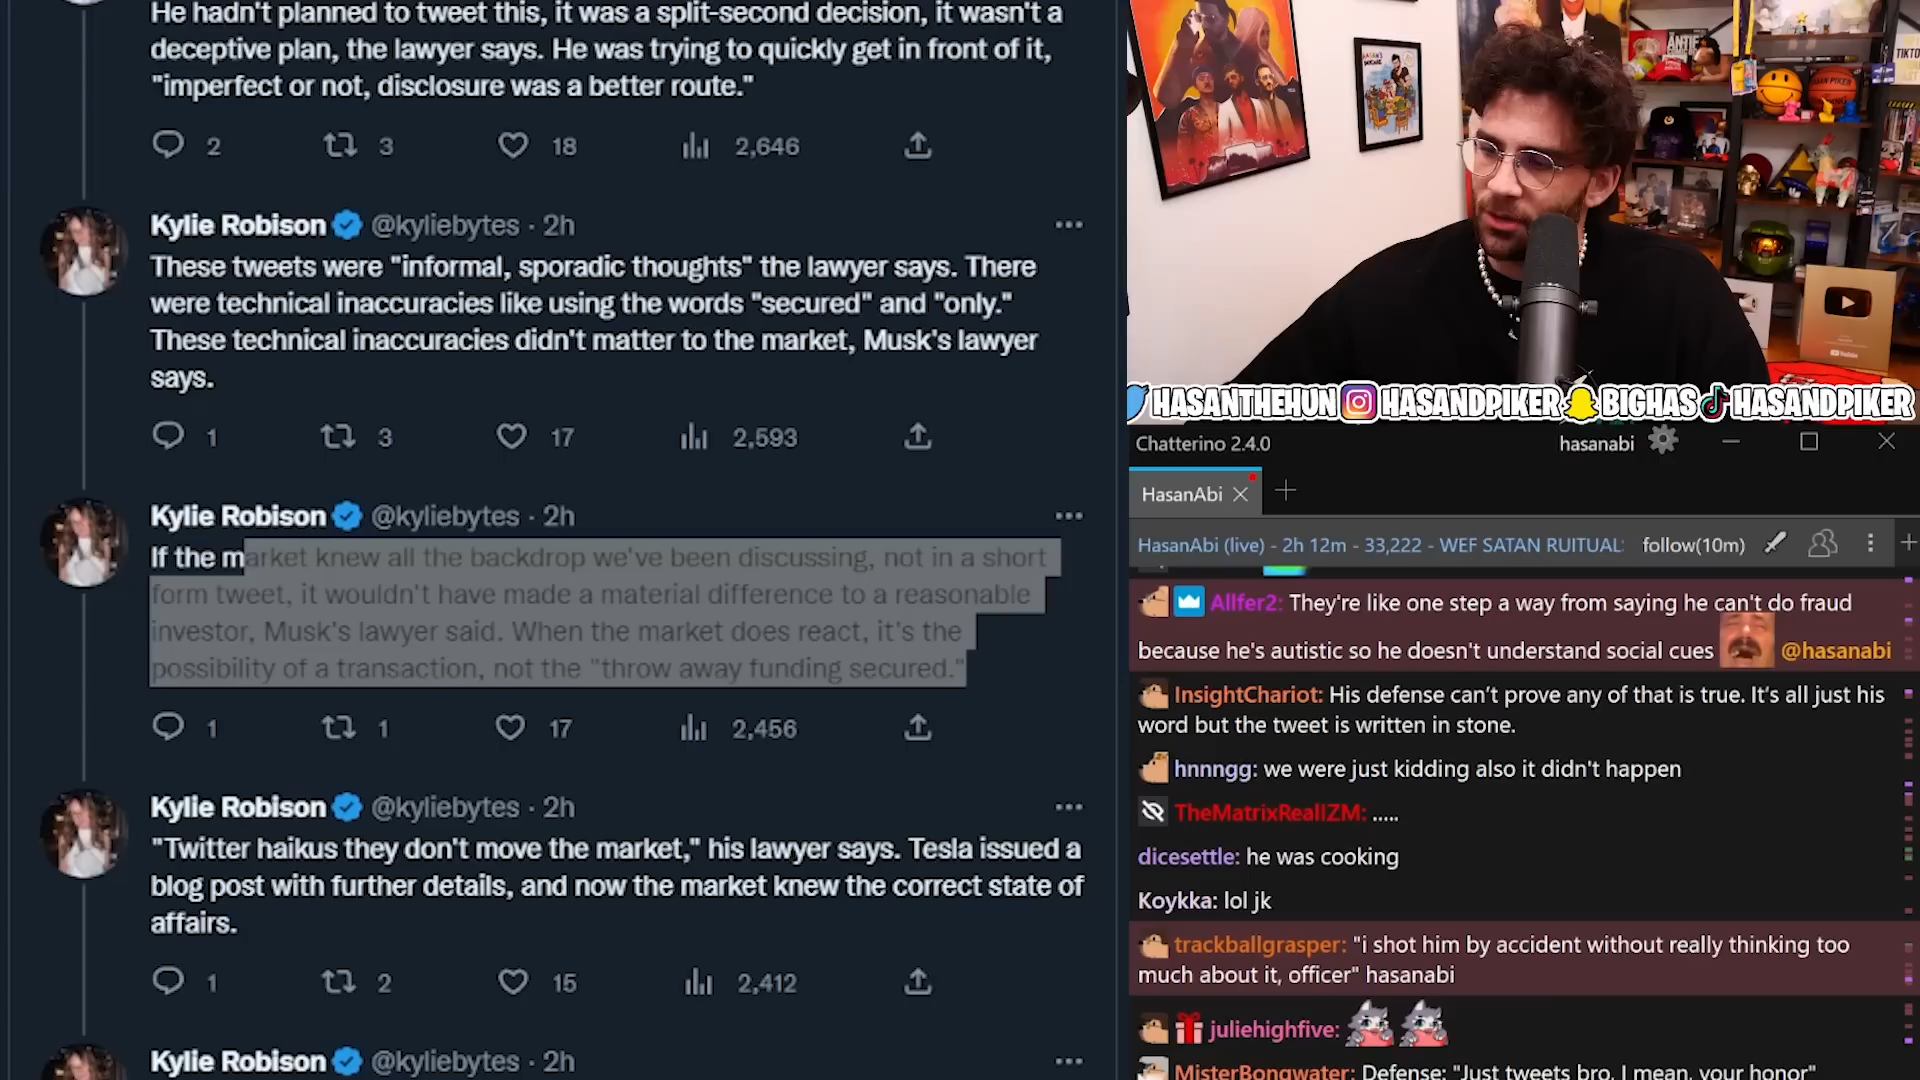 He hadn't planned to tweet this, it was a split-second decision, it wasn't a
deceptive plan, the lawyer says. He was trying to quickly get in front of it,
"imperfect or not, disclosure was a better route."
2 3 18 2,646
Kylie Robison @kyliebytes · 2h
These tweets were "informal, sporadic thoughts" the lawyer says. There
were technical inaccuracies like using the words "secured" and "only."
These technical inaccuracies didn't matter to the market, Musk's lawyer
says.
1 3 17 2,593
Kylie Robison @kyliebytes · 2h
If the market knew all the backdrop we've been discussing, not in a short
form tweet, it wouldn't have made a material difference to a reasonable
investor, Musk's lawyer said. When the market does react, it's the
possibility of a transaction, not the "throw away funding secured."
1 1 17 2,456
Kylie Robison @kyliebytes · 2h
"Twitter haikus they don't move the market," his lawyer says. Tesla issued a
blog post with further details, and now the market knew the correct state of
affairs.
1 2 15 2,412
Kylie Robison @kyliebytes · 2h
HASANTHEHUN HASANDPIKER BIGHAS HASANDPIKER
Chatterino 2.4.0 hasanabi
HasanAbi
HasanAbi (live) - 2h 12m - 33,222 - WEF SATAN RUITUAL: follow(10m)
Allfer2: They're like one step a way from saying he can't do fraud
because he's autistic so he doesn't understand social cues @hasanabi
InsightChariot: His defense can't prove any of that is true. It's all just his
word but the tweet is written in stone.
hnnngg: we were just kidding also it didn't happen
TheMatrixRealIZM: .....
dicesettle: he was cooking
Koykka: lol jk
trackballgrasper: "i shot him by accident without really thinking too
much about it, officer" hasanabi
juliehighfive:
MisterBongwater: Defense: "Just tweets bro, I mean, your honor"